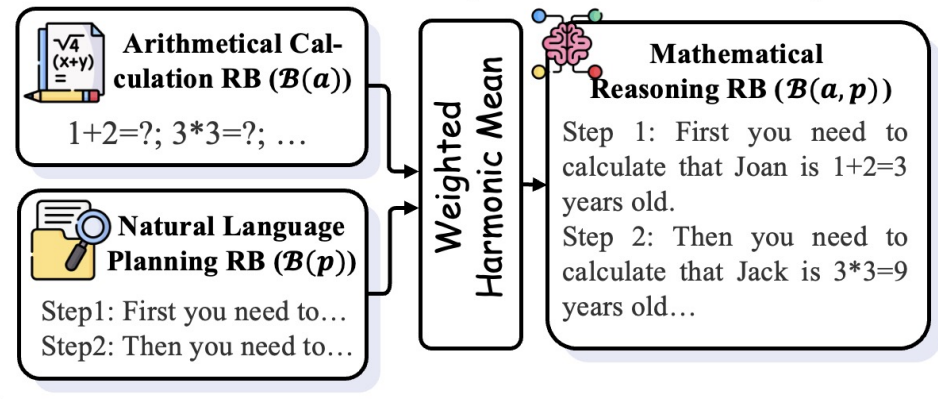 √4
(x+y)
=
Arithmetical Cal-
culation RB (𝓑(𝒂))
1+2=?; 3*3=?; …
Natural Language
Planning RB (𝓑(𝒑))
Step1: First you need to…
Step2: Then you need to…
Weighted
Harmonic Mean
Mathematical
Reasoning RB (𝓑(𝒂, 𝒑))
Step 1: First you need to
calculate that Joan is 1+2=3
years old.
Step 2: Then you need to
calculate that Jack is 3*3=9
years old…